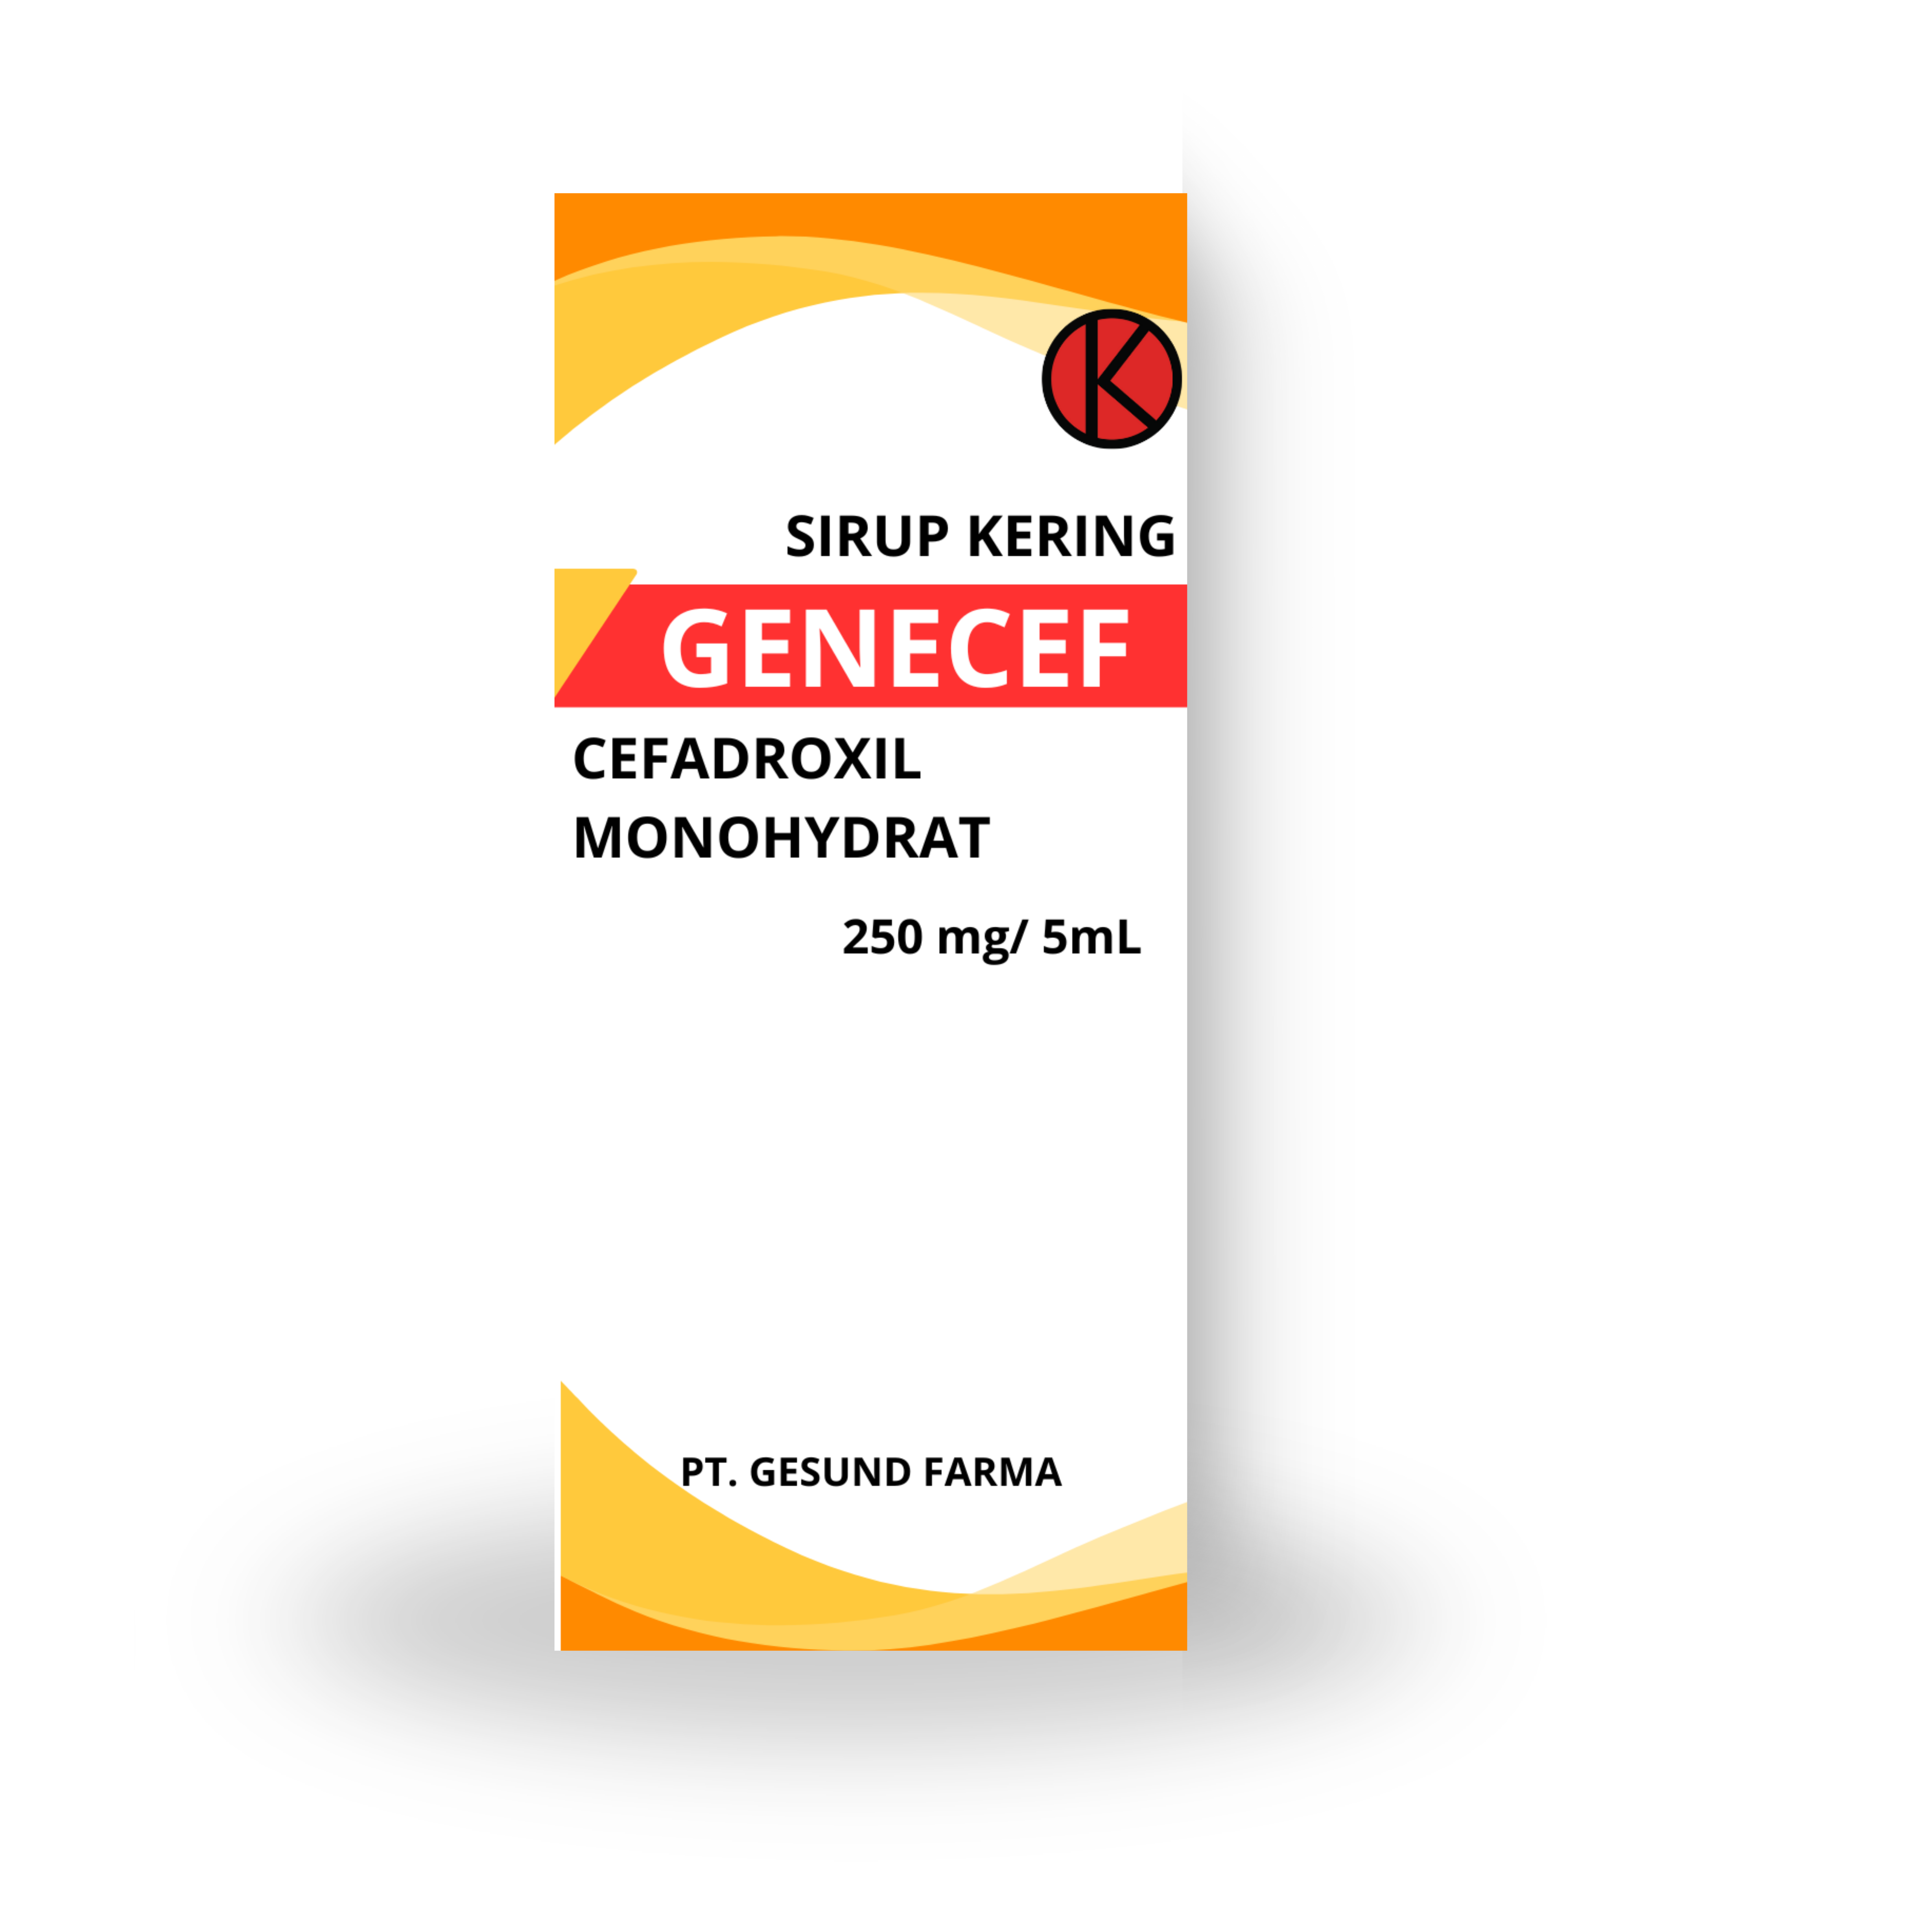 K
SIRUP KERING
GENECEF
CEFADROXIL
MONOHYDRAT
250 mg/ 5mL
PT. GESUND FARMA